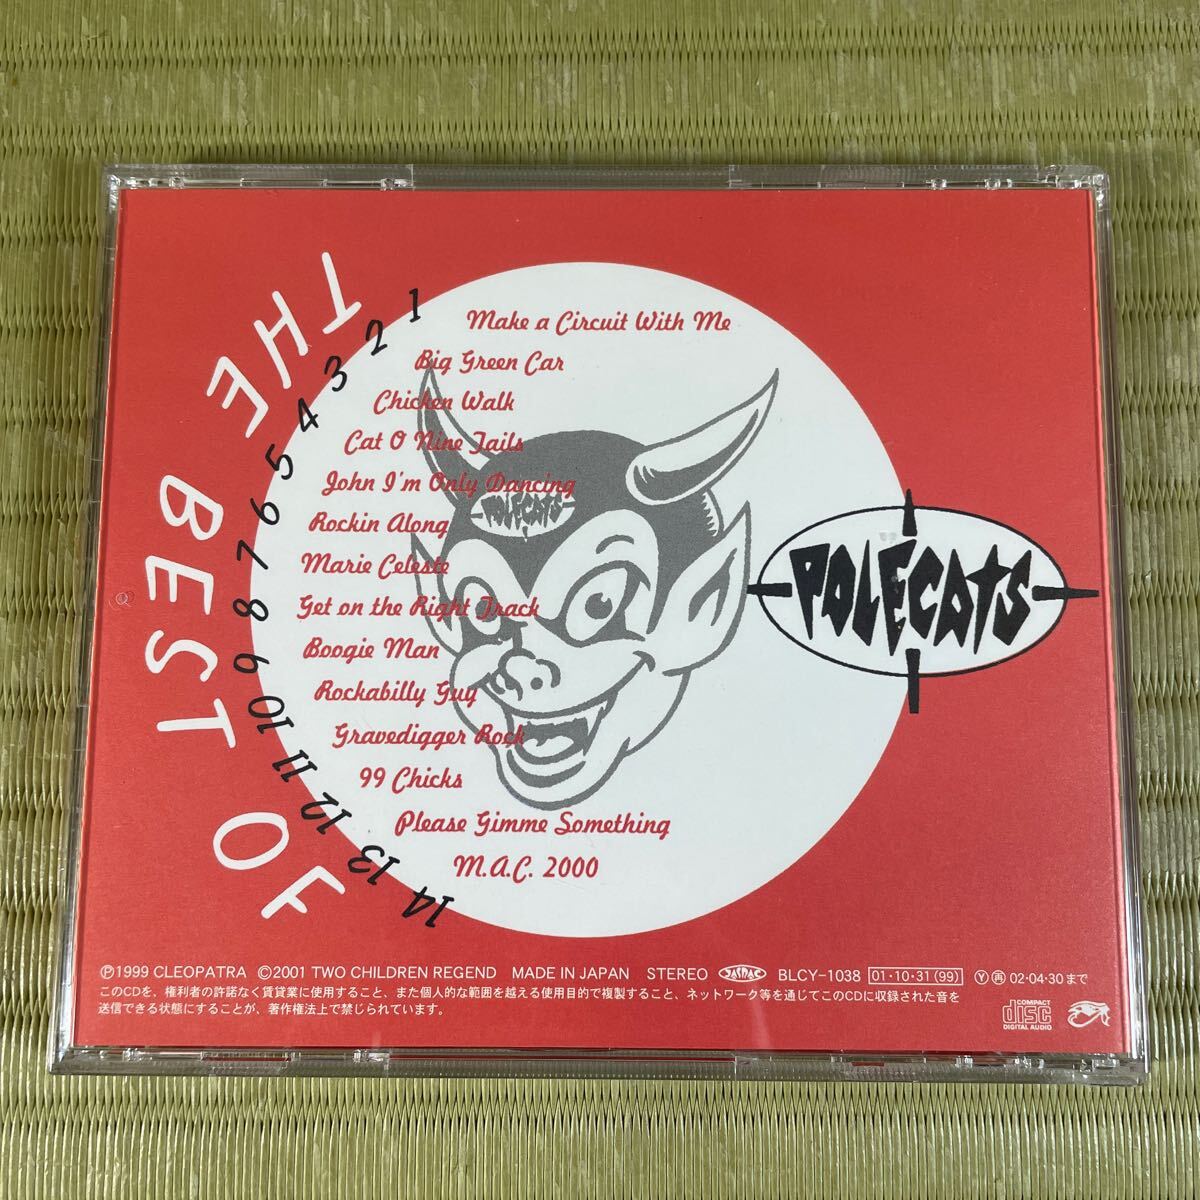 THE BEST OF
1 Make a Circuit With Me
2 Big Green Car
3 Chicken Walk
4 Cat O Nine Tails
5 John I'm Only Dancing
6 Rockin Along
7 Marie Celeste
8 Get on the Right Track
9 Boogie Man
10 Rockabilly Guy
11 Gravedigger Rock
12 99 Chicks
13 Please Gimme Something
14 M.A.C. 2000
POLECATS
POLECATS
Ⓟ1999 CLEOPATRA ©2001 TWO CHILDREN REGEND MADE IN JAPAN STEREO JASRAC BLCY-1038 01・10・31(99) Ⓨ㊢02・04・30まで
このCDを、権利者の許諾なく賃貸業に使用すること、また個人的な範囲を越える使用目的で複製すること、ネットワーク等を通じてこのCDに収録された音を
送信できる状態にすることが、著作権法上で禁じられています。
COMPACT
disc
DIGITAL AUDIO